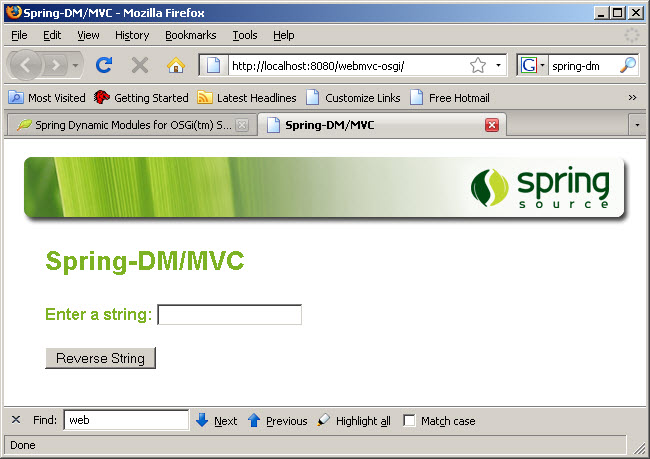 Spring-DM/MVC - Mozilla Firefox
File Edit View History Bookmarks Tools Help
http://localhost:8080/webmvc-osgi/ G spring-dm
Most Visited Getting Started Latest Headlines Customize Links Free Hotmail »
Spring Dynamic Modules for OSGi(tm) S... Spring-DM/MVC
spring
source
Spring-DM/MVC
Enter a string:
Reverse String
Find: web Next Previous Highlight all Match case
Done